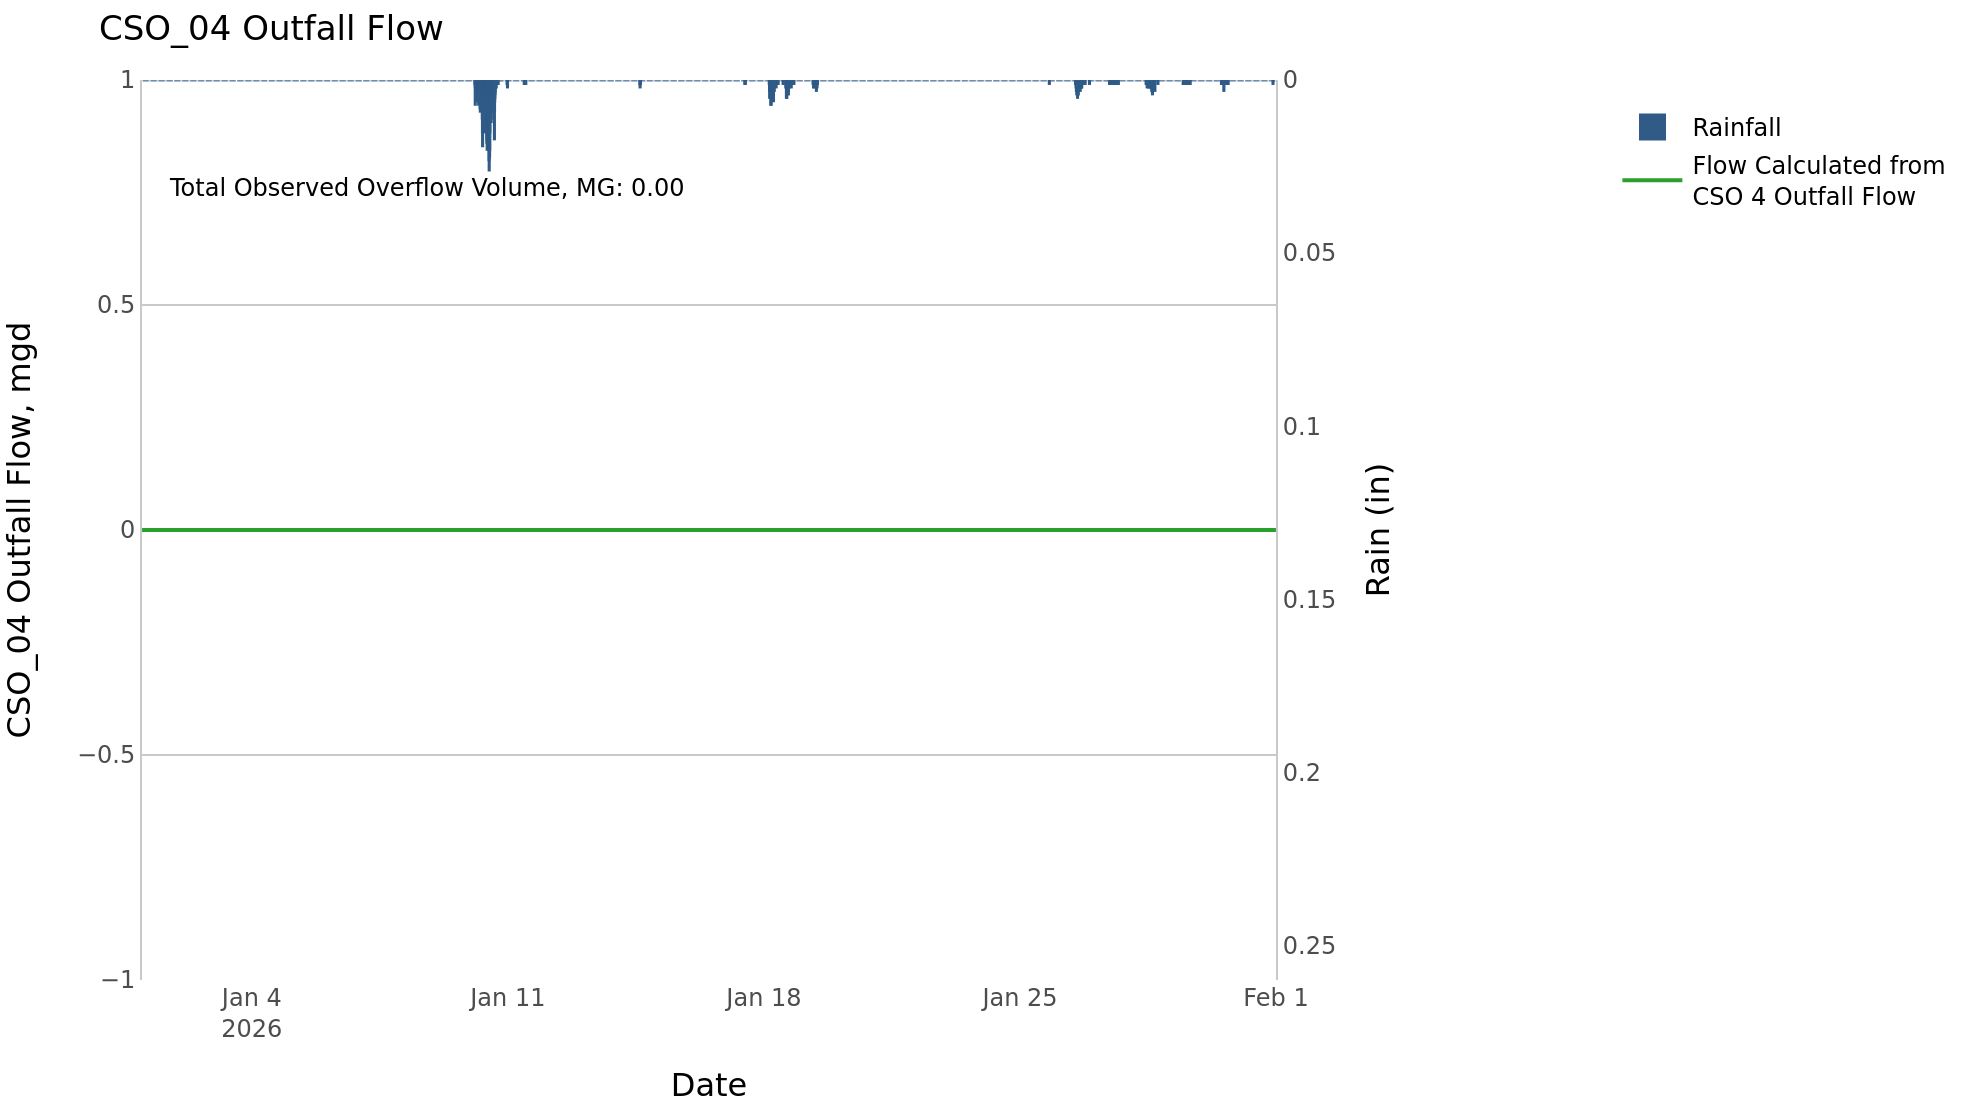 CSO_04 Outfall Flow
1
0.5
0
−0.5
−1
CSO_04 Outfall Flow, mgd
Total Observed Overflow Volume, MG: 0.00
0
0.05
0.1
0.15
0.2
0.25
Rain (in)
Jan 4
2026
Jan 11
Jan 18
Jan 25
Feb 1
Date
Rainfall
Flow Calculated from
CSO 4 Outfall Flow